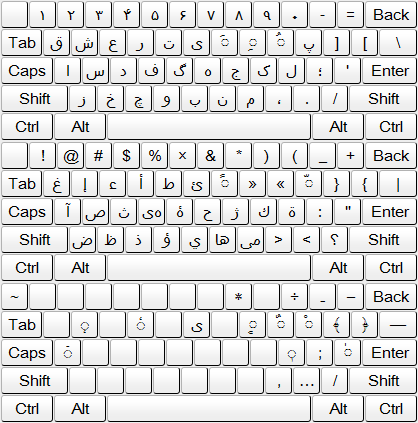 ۱ ۲ ۳ ۴ ۵ ۶ ۷ ۸ ۹ ۰ - = Back
Tab ق ش ع ر ت ی ◌َ ◌ِ ◌ُ پ ] [ \
Caps ا س د ف گ ه ج ک ل ؛ ' Enter
Shift ز خ چ و ب ن م ، . / Shift
Ctrl Alt Alt Ctrl
! @ # $ % × & * ) ( _ + Back
Tab غ إ ء أ ط ئ ◌ً » « ◌ّ } { |
Caps آ ص ث ه‌ی ۀ ح ژ ك ة : " Enter
Shift ض ظ ذ ؤ ي ها می > < ؟ Shift
Ctrl Alt Alt Ctrl
~ * ÷ - – Back
Tab ◌ٔ ى ◌ٍ ◌ٌ ◌ْ ﴾ ﴿ —
Caps ◌ٓ ; ◌ٰ Enter
Shift , … / Shift
Ctrl Alt Alt Ctrl